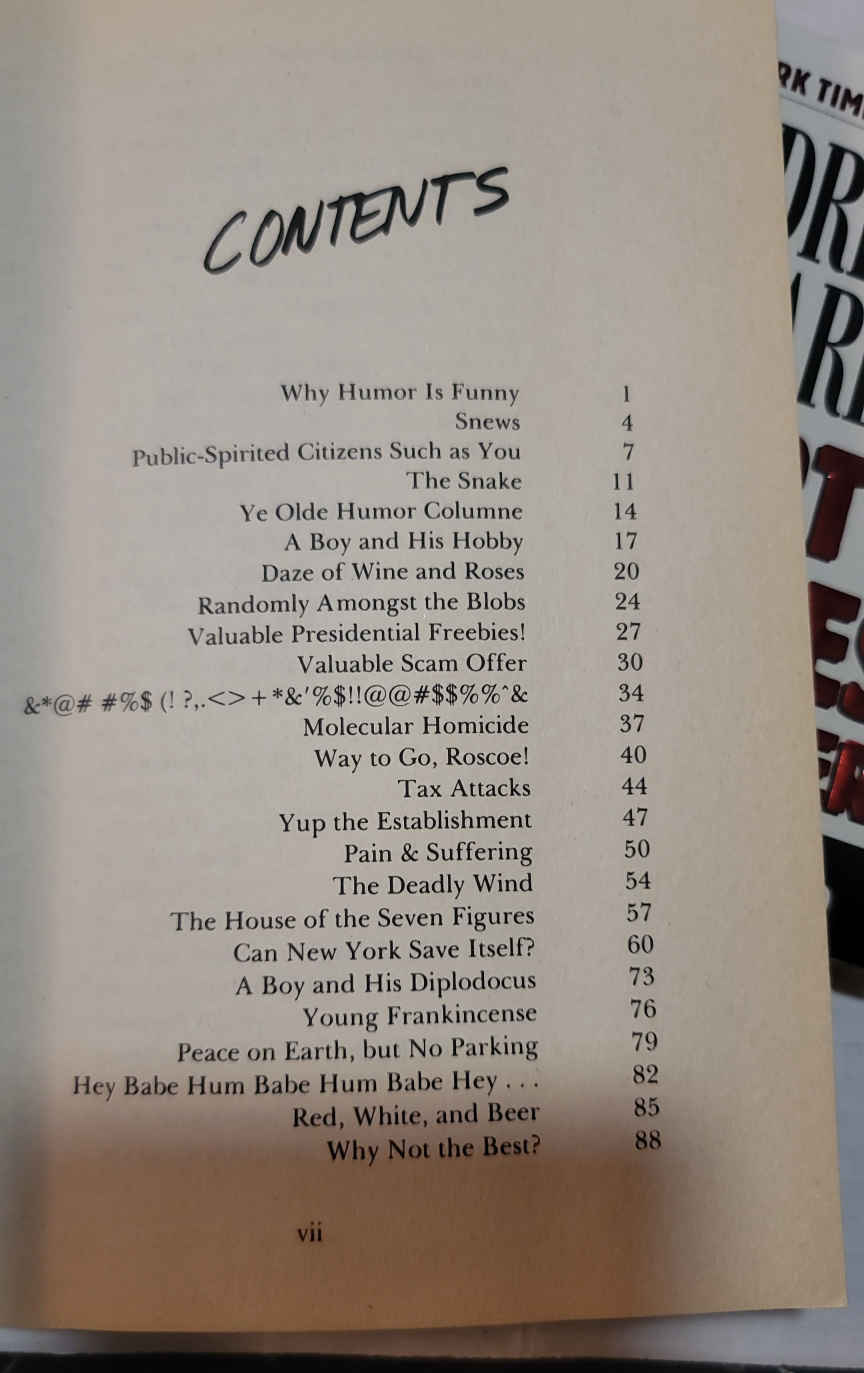 CONTENTS
Why Humor Is Funny 1
Snews 4
Public-Spirited Citizens Such as You 7
The Snake 11
Ye Olde Humor Columne 14
A Boy and His Hobby 17
Daze of Wine and Roses 20
Randomly Amongst the Blobs 24
Valuable Presidential Freebies! 27
Valuable Scam Offer 30
&*@# #%$ (! ?,.<>+*&'%$!!@@#$$%%^& 34
Molecular Homicide 37
Way to Go, Roscoe! 40
Tax Attacks 44
Yup the Establishment 47
Pain & Suffering 50
The Deadly Wind 54
The House of the Seven Figures 57
Can New York Save Itself? 60
A Boy and His Diplodocus 73
Young Frankincense 76
Peace on Earth, but No Parking 79
Hey Babe Hum Babe Hum Babe Hey . . . 82
Red, White, and Beer 85
Why Not the Best? 88
vii